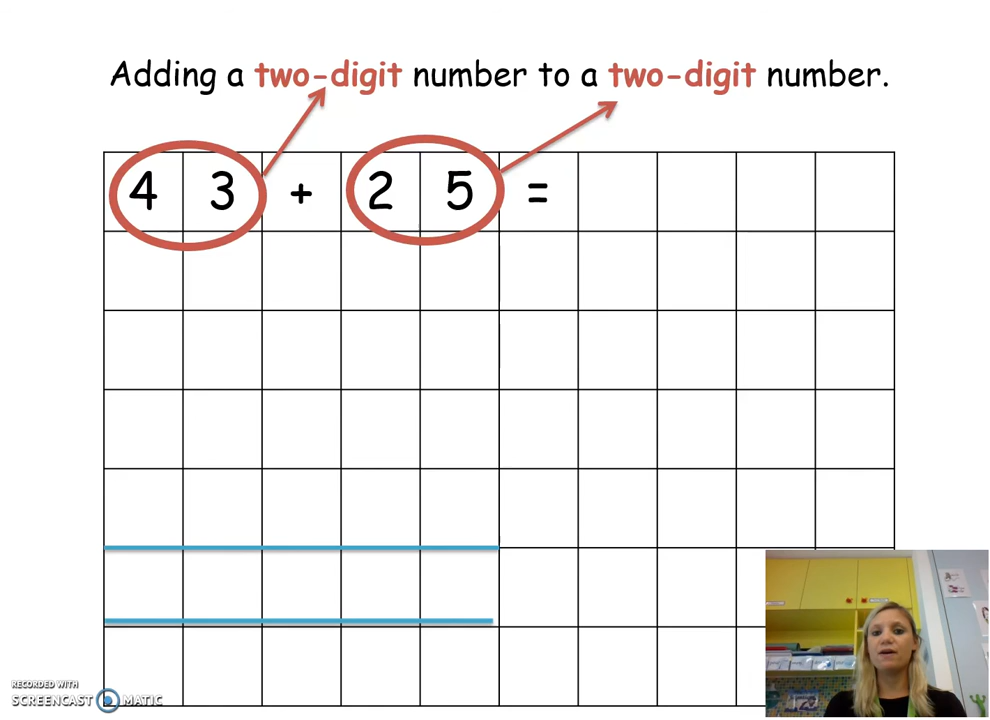 Adding a two-digit number to a two-digit number.
4 3 + 2 5 =
RECORDED WITH
SCREENCAST MATIC